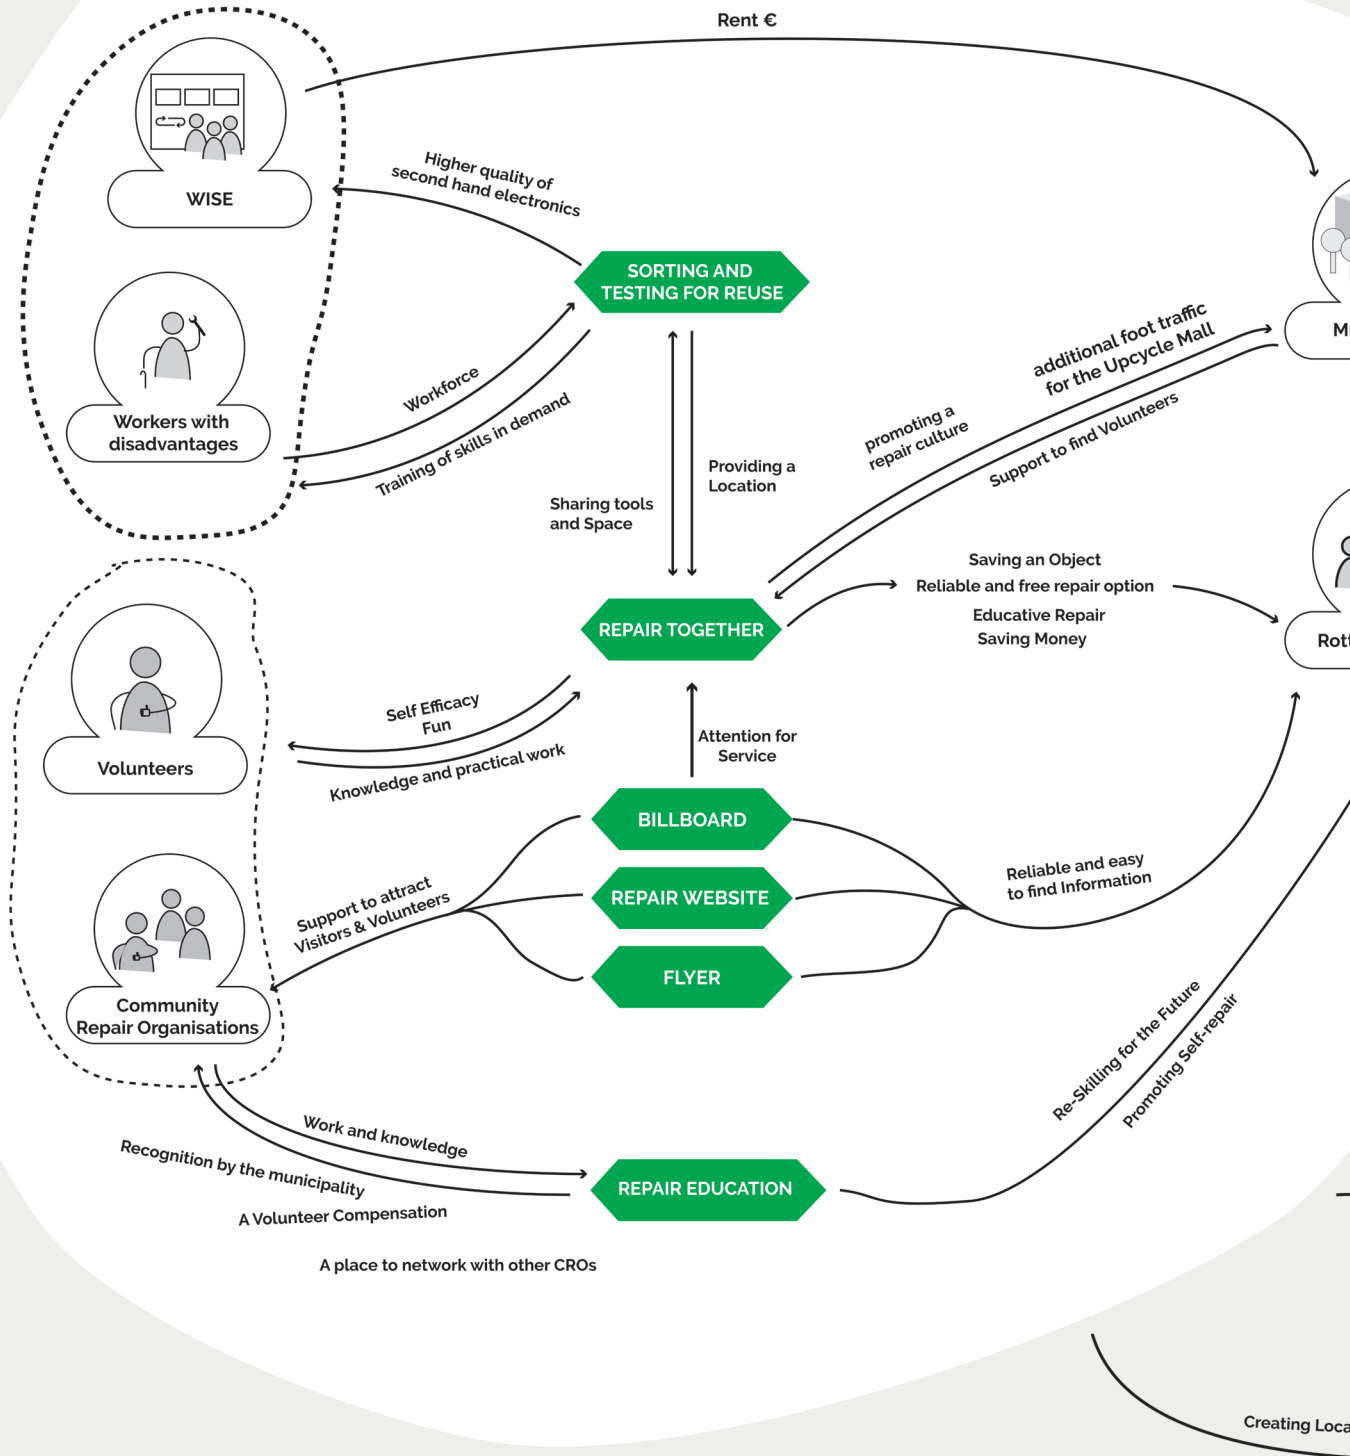 Rent €
WISE
Higher quality of
second hand electronics
SORTING AND
TESTING FOR REUSE
Workers with
disadvantages
Workforce
Training of skills in demand
additional foot traffic
for the Upcycle Mall
promoting a
repair culture
Support to find Volunteers
Providing a
Location
Sharing tools
and Space
Saving an Object
Reliable and free repair option
Educative Repair
Saving Money
REPAIR TOGETHER
Rott
Self Efficacy
Fun
Knowledge and practical work
Attention for
Service
Volunteers
BILLBOARD
REPAIR WEBSITE
FLYER
Reliable and easy
to find Information
Support to attract
Visitors & Volunteers
Community
Repair Organisations
Re-Skilling for the Future
Promoting Self-repair
Work and knowledge
Recognition by the municipality
A Volunteer Compensation
A place to network with other CROs
REPAIR EDUCATION
Creating Loca